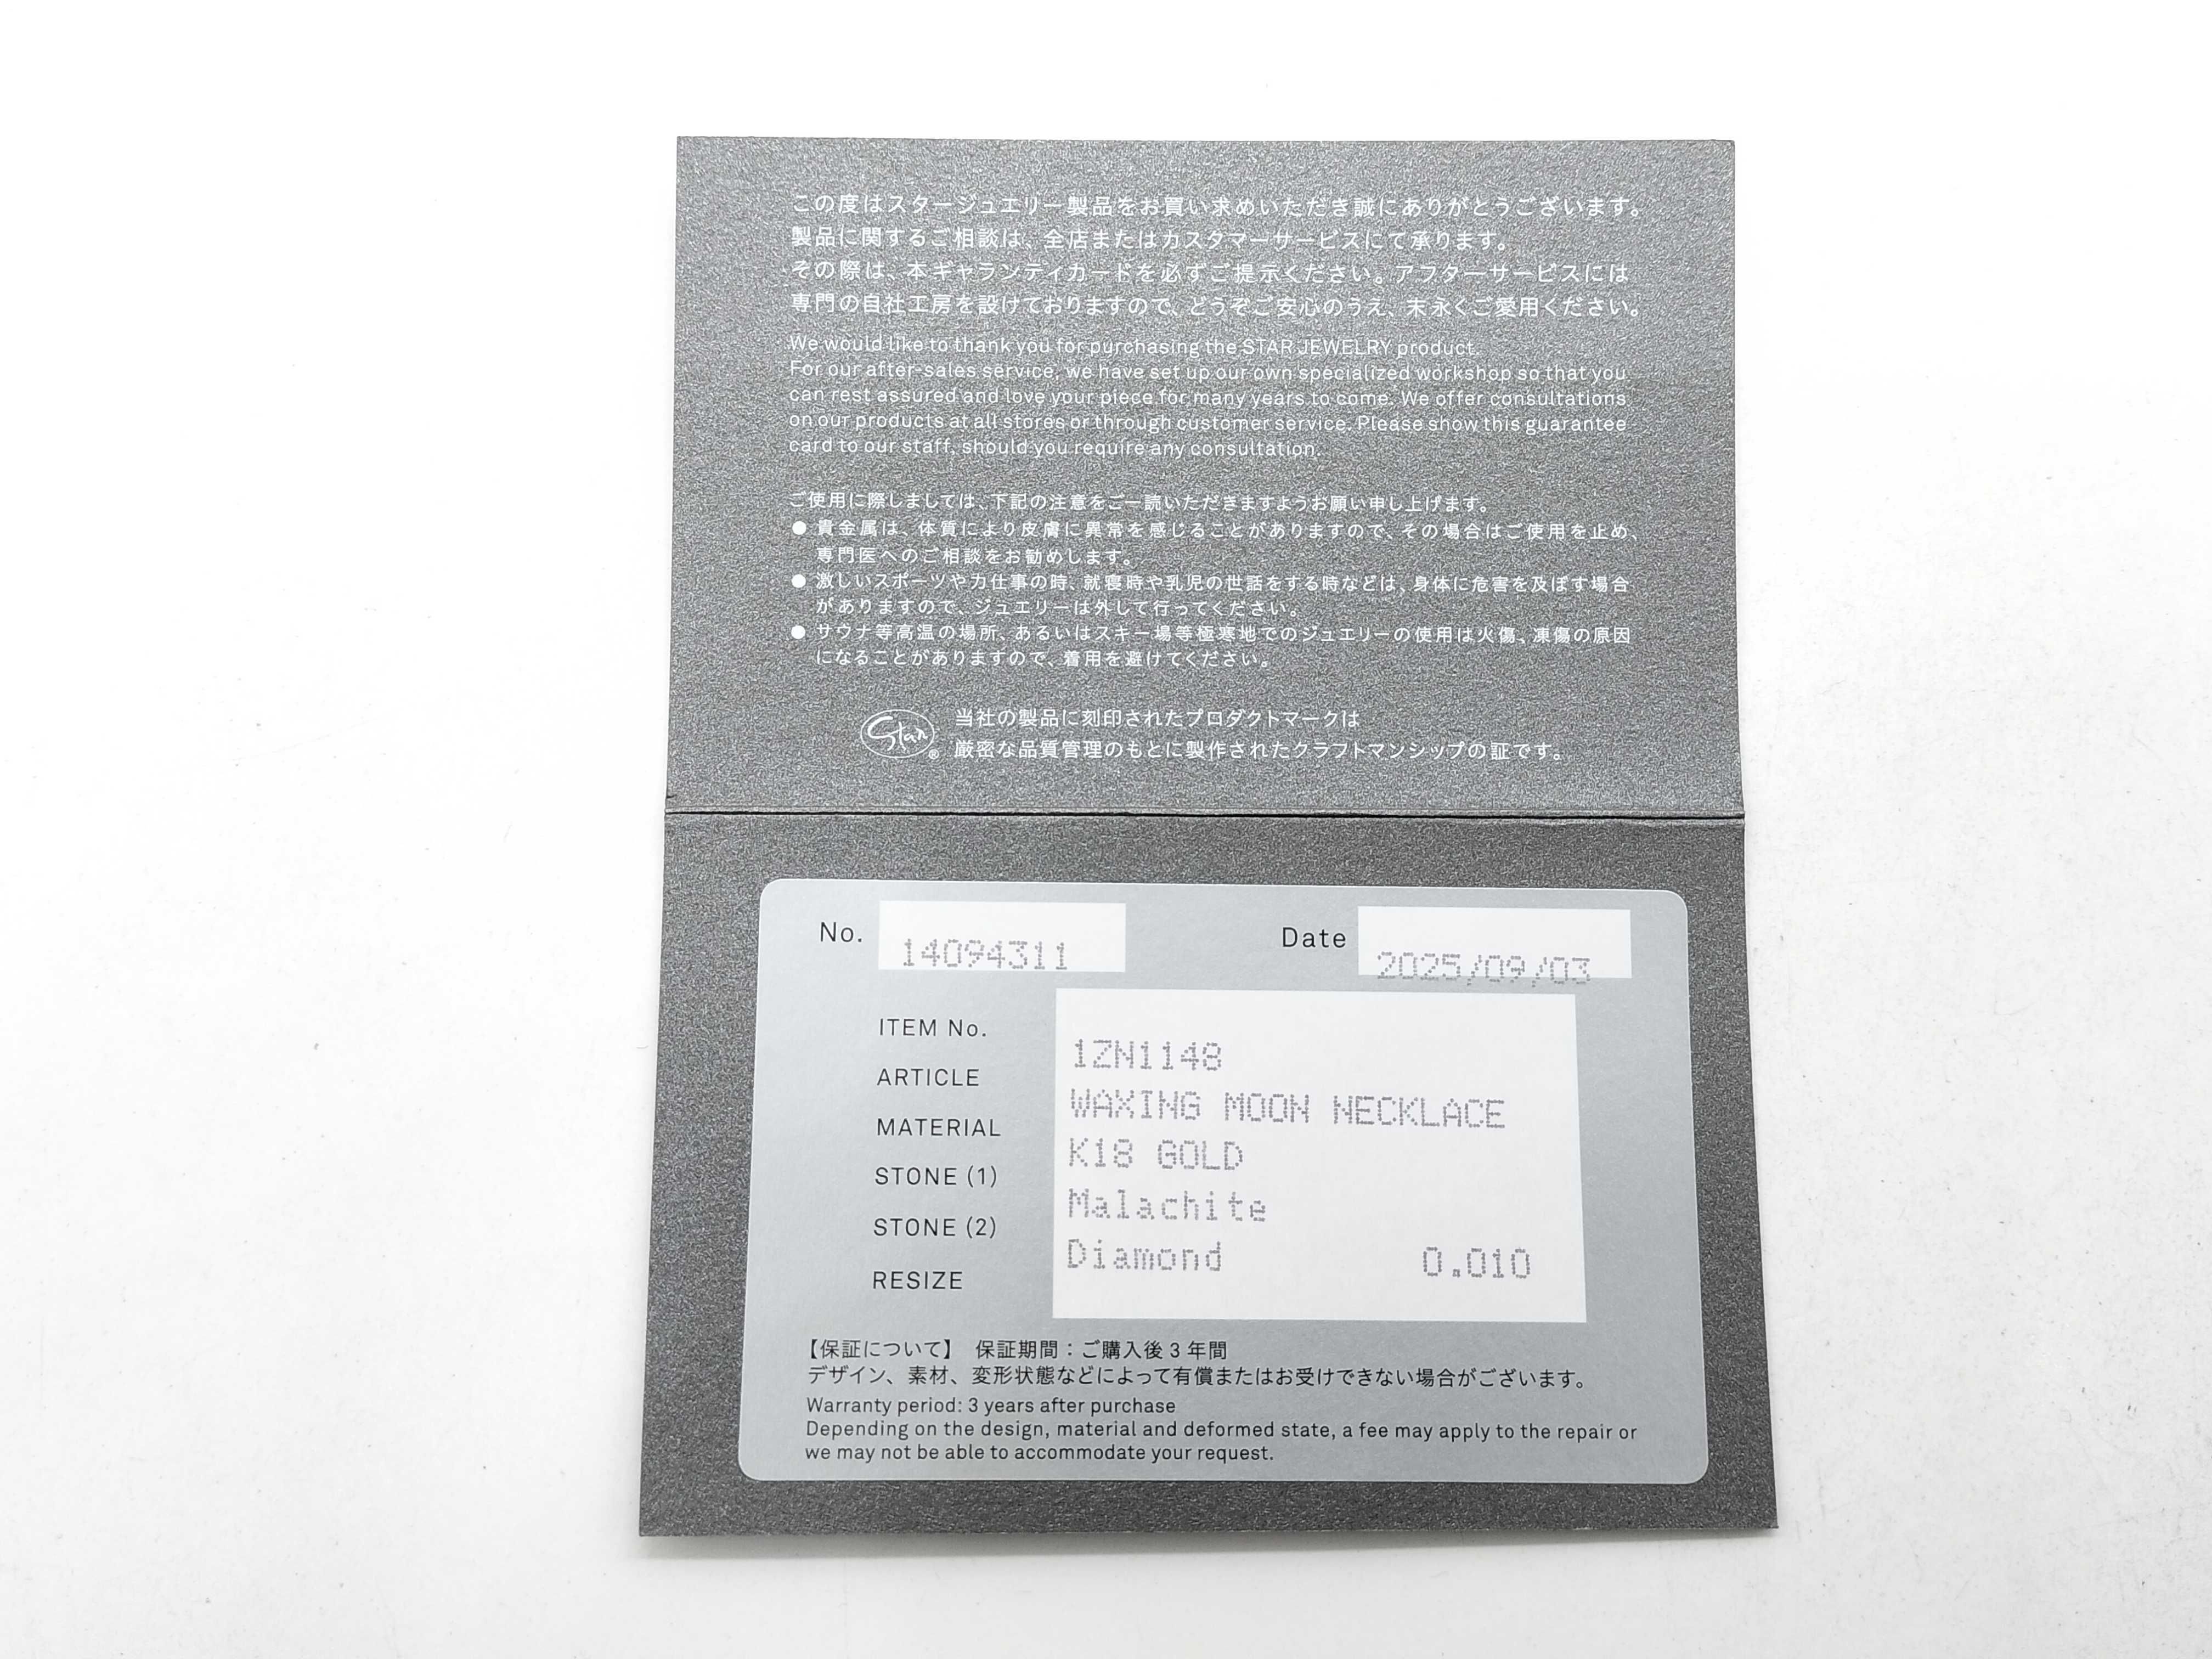 この度はスタージュエリー製品をお買い求めいただき誠にありがとうございます。
製品に関するご相談は、全店またはカスタマーサービスにて承ります。
その際は、本ギャランティカードを必ずご提示ください。アフターサービスには
専門の自社工房を設けておりますので、どうぞご安心のうえ、末永くご愛用ください。
We would like to thank you for purchasing the STAR JEWELRY product.
For our after-sales service, we have set up our own specialized workshop so that you
can rest assured and love your piece for many years to come. We offer consultations
on our products at all stores or through customer service. Please show this guarantee
card to our staff, should you require any consultation.
ご使用に際しましては、下記の注意をご一読いただきますようお願い申し上げます。
● 貴金属は、体質により皮膚に異常を感じることがありますので、その場合はご使用を止め、
専門医へのご相談をお勧めします。
● 激しいスポーツや力仕事の時、就寝時や乳児の世話をする時などは、身体に危害を及ぼす場合
がありますので、ジュエリーは外して行ってください。
● サウナ等高温の場所、あるいはスキー場等極寒地でのジュエリーの使用は火傷、凍傷の原因
になることがありますので、着用を避けてください。
Star® 当社の製品に刻印されたプロダクトマークは
厳密な品質管理のもとに製作されたクラフトマンシップの証です。
No. 14094311 Date 2025/09/03
ITEM No. 1ZN1148
ARTICLE WAXING MOON NECKLACE
MATERIAL K18 GOLD
STONE (1) Malachite
STONE (2) Diamond 0.010
RESIZE
【保証について】 保証期間：ご購入後3年間
デザイン、素材、変形状態などによって有償またはお受けできない場合がございます。
Warranty period: 3 years after purchase
Depending on the design, material and deformed state, a fee may apply to the repair or
we may not be able to accommodate your request.